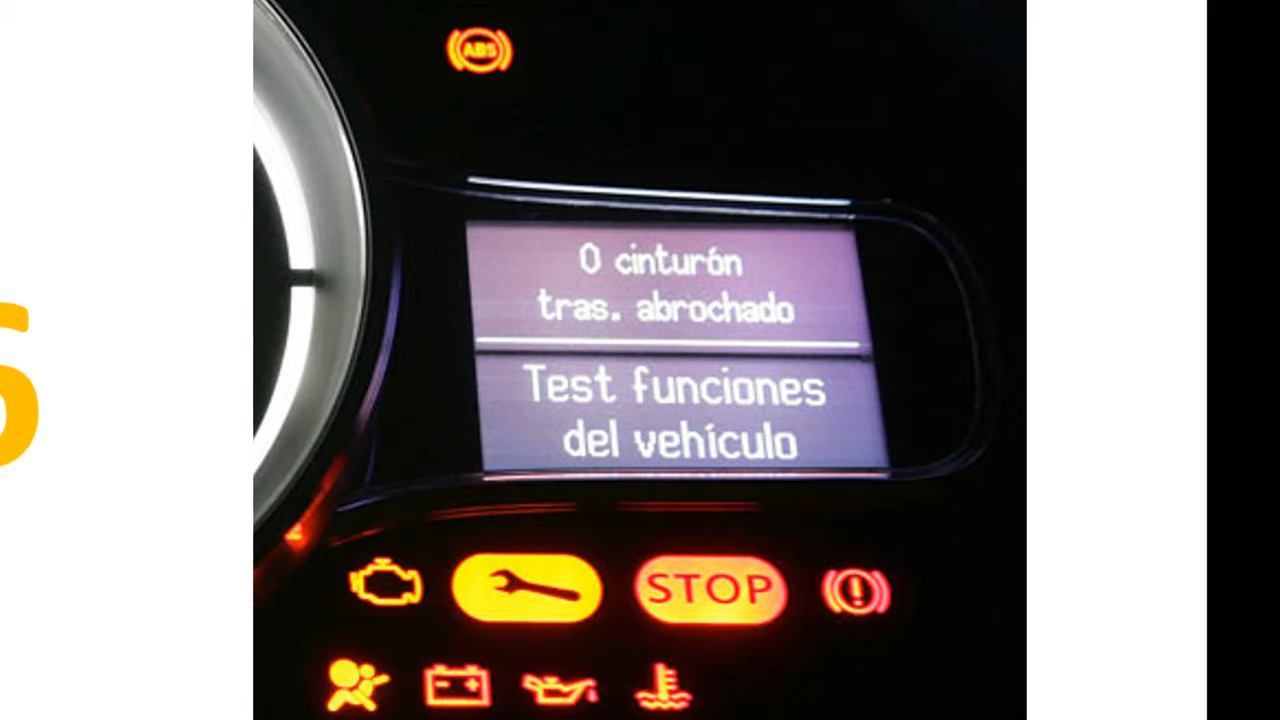 ABS
0 cinturón
tras. abrochado
Test funciones
del vehículo
STOP